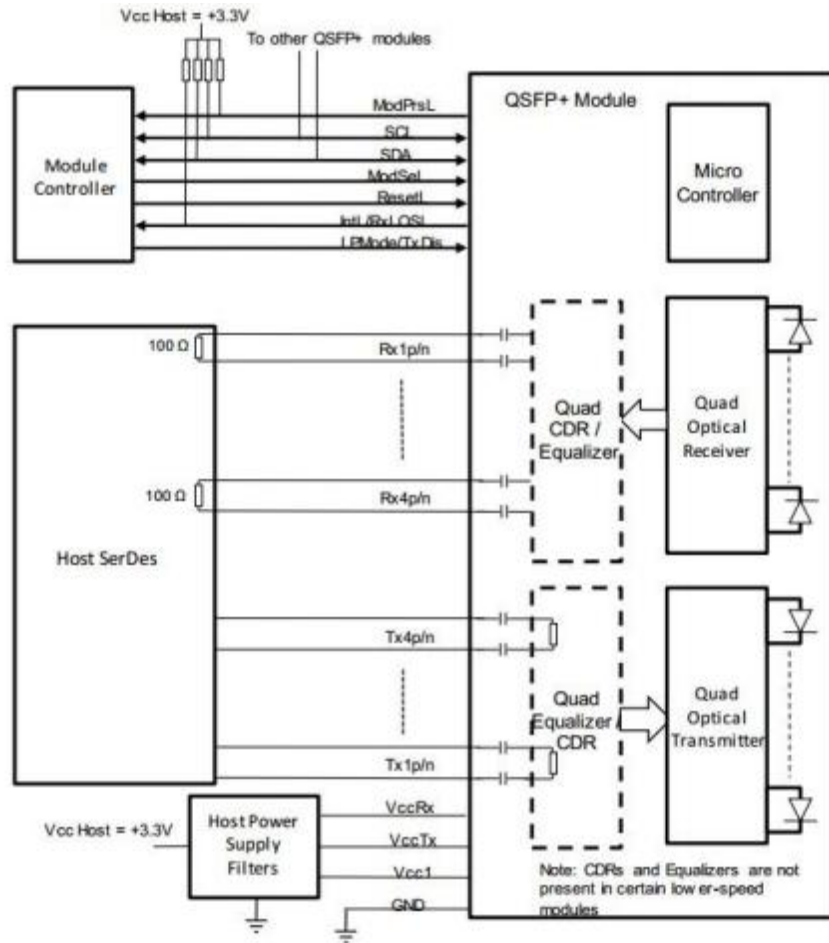 Vcc Host = +3.3V
To other QSFP+ modules
QSFP+ Module
Module
Controller
ModPrsL
SCL
SDA
ModSeL
ResetL
IntL/RxLOSL
LPMode/TxDis
Micro
Controller
100 Ω
Rx1p/n
100 Ω
Rx4p/n
Quad
CDR /
Equalizer
Quad
Optical
Receiver
Host SerDes
Tx4p/n
Tx1p/n
Quad
Equalizer /
CDR
Quad
Optical
Transmitter
Vcc Host = +3.3V
Host Power
Supply
Filters
VccRx
VccTx
Vcc1
GND
Note: CDRs and Equalizers are not
present in certain low er-speed
modules